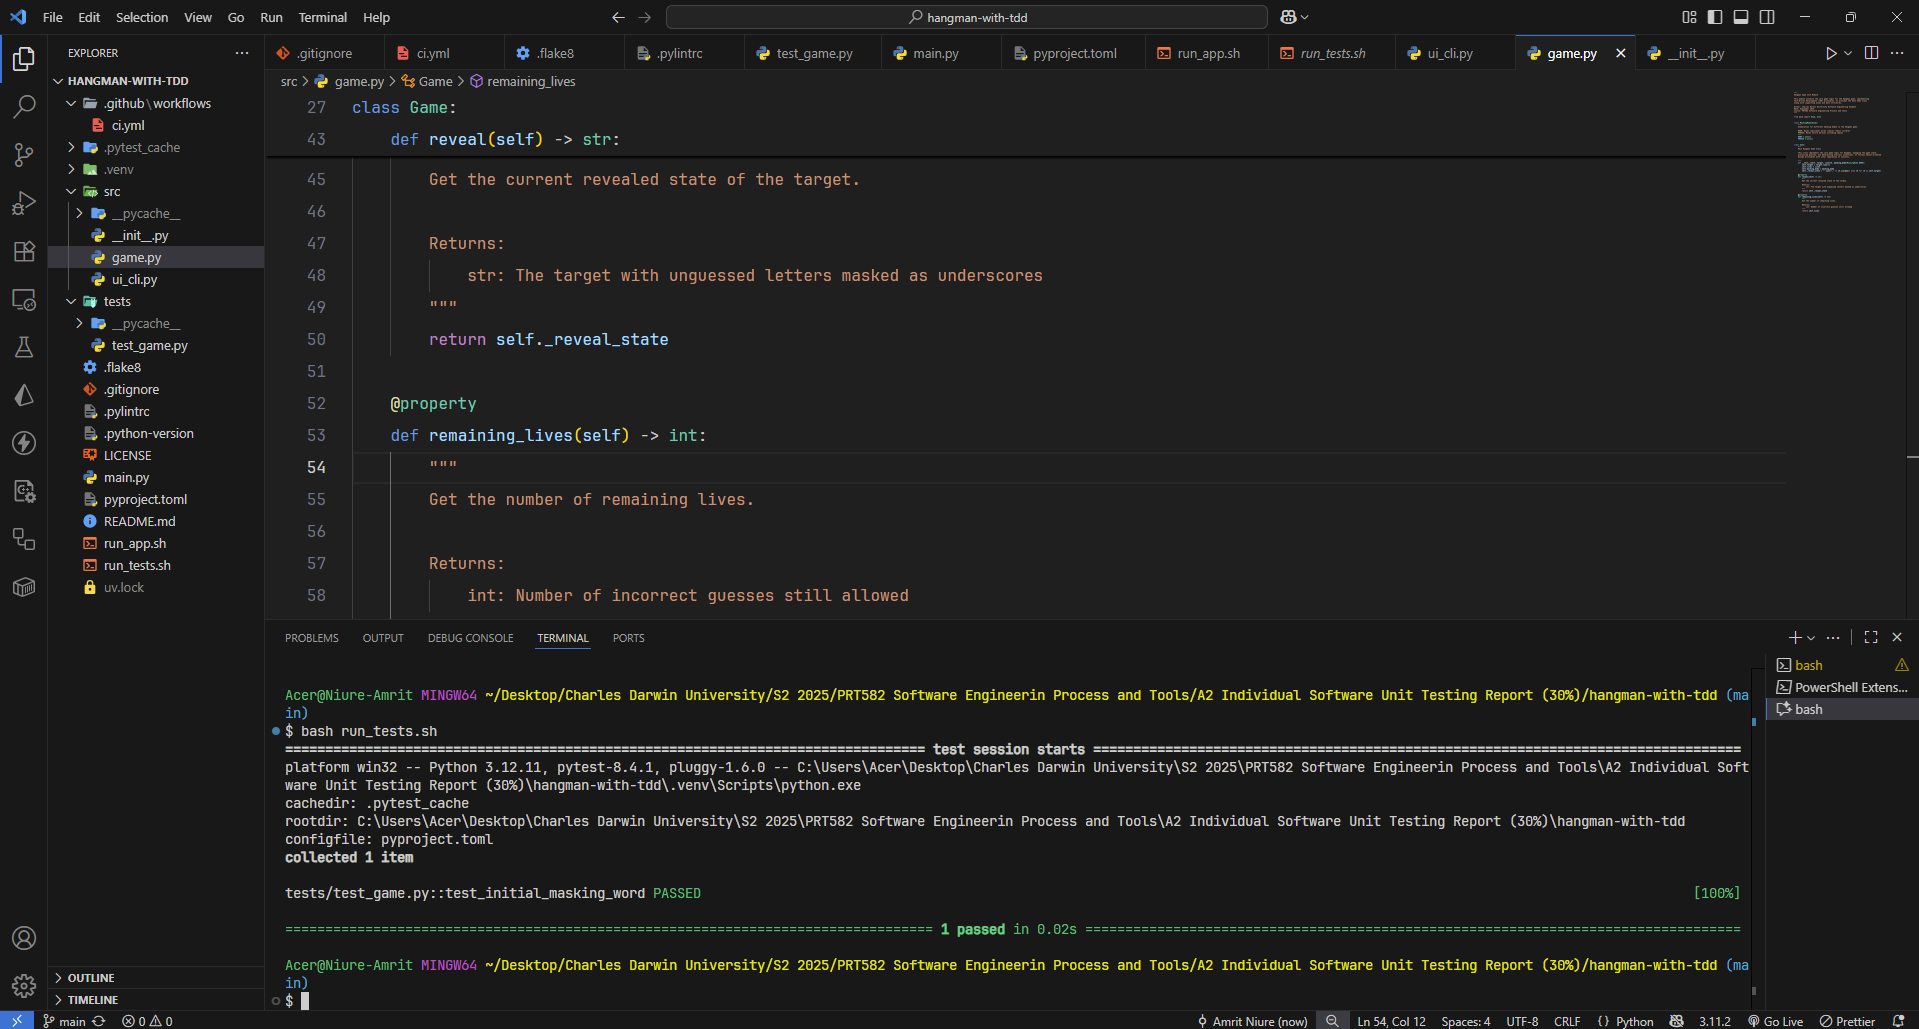 File Edit Selection View Go Run Terminal Help
hangman-with-tdd
EXPLORER
HANGMAN-WITH-TDD
.github\workflows
ci.yml
.pytest_cache
.venv
src
__pycache__
__init__.py
game.py
ui_cli.py
tests
__pycache__
test_game.py
.flake8
.gitignore
.pylintrc
.python-version
LICENSE
main.py
pyproject.toml
README.md
run_app.sh
run_tests.sh
uv.lock
OUTLINE
TIMELINE
.gitignore ci.yml .flake8 .pylintrc test_game.py main.py pyproject.toml run_app.sh run_tests.sh ui_cli.py game.py __init__.py
src > game.py > Game > remaining_lives
27 class Game:
43 def reveal(self) -> str:
45 Get the current revealed state of the target.
46
47 Returns:
48 str: The target with unguessed letters masked as underscores
49 """
50 return self._reveal_state
51
52 @property
53 def remaining_lives(self) -> int:
54 """
55 Get the number of remaining lives.
56
57 Returns:
58 int: Number of incorrect guesses still allowed
PROBLEMS OUTPUT DEBUG CONSOLE TERMINAL PORTS
bash
PowerShell Extens...
bash
Acer@Niure-Amrit MINGW64 ~/Desktop/Charles Darwin University/S2 2025/PRT582 Software Engineerin Process and Tools/A2 Individual Software Unit Testing Report (30%)/hangman-with-tdd (ma
in)
$ bash run_tests.sh
================================================================================ test session starts =================================================================================
platform win32 -- Python 3.12.11, pytest-8.4.1, pluggy-1.6.0 -- C:\Users\Acer\Desktop\Charles Darwin University\S2 2025\PRT582 Software Engineerin Process and Tools\A2 Individual Soft
ware Unit Testing Report (30%)\hangman-with-tdd\.venv\Scripts\python.exe
cachedir: .pytest_cache
rootdir: C:\Users\Acer\Desktop\Charles Darwin University\S2 2025\PRT582 Software Engineerin Process and Tools\A2 Individual Software Unit Testing Report (30%)\hangman-with-tdd
configfile: pyproject.toml
collected 1 item
tests/test_game.py::test_initial_masking_word PASSED [100%]
================================================================================= 1 passed in 0.02s ==================================================================================
Acer@Niure-Amrit MINGW64 ~/Desktop/Charles Darwin University/S2 2025/PRT582 Software Engineerin Process and Tools/A2 Individual Software Unit Testing Report (30%)/hangman-with-tdd (ma
in)
$
main 0 0 Amrit Niure (now) Ln 54, Col 12 Spaces: 4 UTF-8 CRLF {} Python 3.11.2 Go Live Prettier